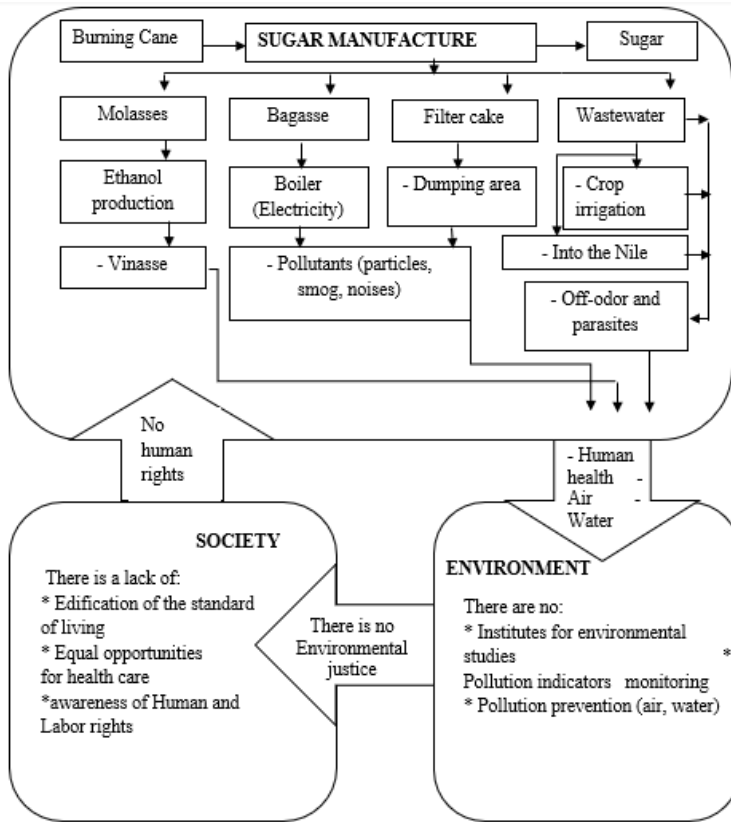 Burning Cane
SUGAR MANUFACTURE
Sugar
Molasses
Bagasse
Filter cake
Wastewater
Ethanol
production
Boiler
(Electricity)
- Dumping area
- Crop
irrigation
- Vinasse
- Pollutants (particles,
smog, noises)
- Into the Nile
- Off-odor and
parasites
No
human
rights
- Human
health -
Air -
Water
SOCIETY
There is a lack of:
* Edification of the standard
of living
* Equal opportunities
for health care
*awareness of Human and
Labor rights
There is no
Environmental
justice
ENVIRONMENT
There are no:
* Institutes for environmental
studies *
Pollution indicators monitoring
* Pollution prevention (air, water)